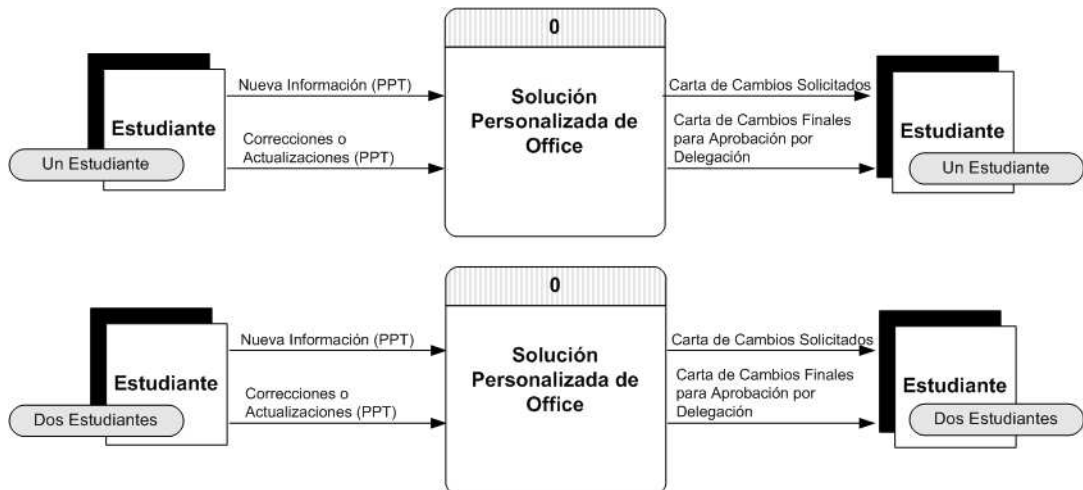 0
Nueva Información (PPT)
Carta de Cambios Solicitados
Solución
Personalizada de
Office
Estudiante
Correcciones o
Actualizaciones (PPT)
Carta de Cambios Finales
para Aprobación por
Delegación
Estudiante
Un Estudiante
Un Estudiante
0
Nueva Información (PPT)
Carta de Cambios Solicitados
Solución
Personalizada de
Office
Estudiante
Correcciones o
Actualizaciones (PPT)
Carta de Cambios Finales
para Aprobación por
Delegación
Estudiante
Dos Estudiantes
Dos Estudiantes